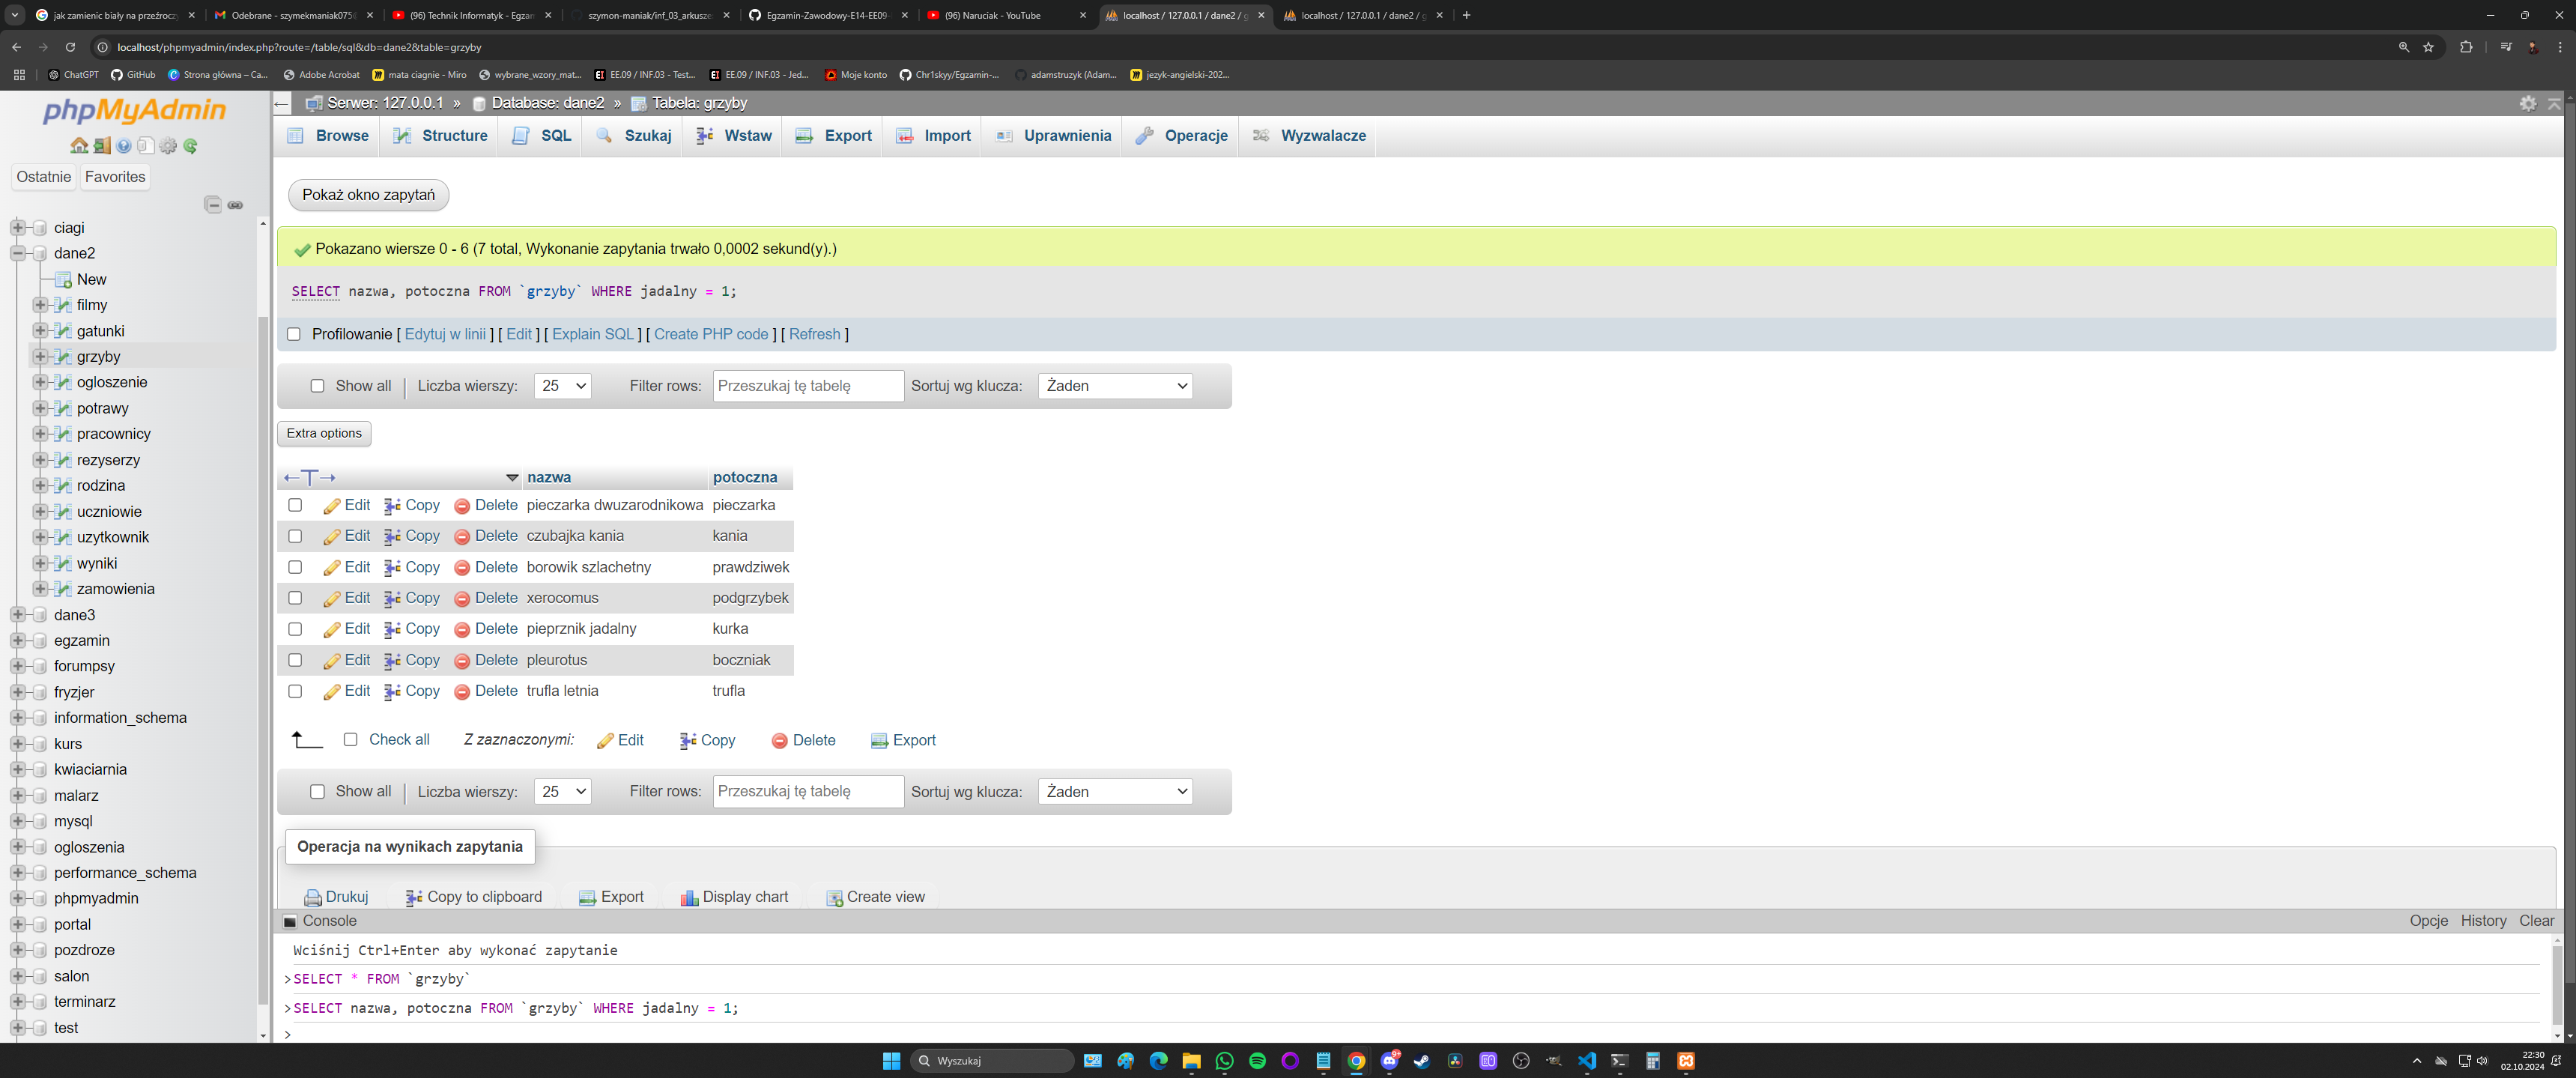 jak zamienic biały na przeźroczy
Odebrane - szymekmaniak075@
(96) Technik Informatyk - Egzan
szymon-maniak/inf_03_arkusze:
Egzamin-Zawodowy-E14-EE09-
(96) Naruciak - YouTube
localhost / 127.0.0.1 / dane2 / g
localhost / 127.0.0.1 / dane2 / g
localhost/phpmyadmin/index.php?route=/table/sql&db=dane2&table=grzyby
ChatGPT
GitHub
Strona główna – Ca...
Adobe Acrobat
mata ciagnie - Miro
wybrane_wzory_mat...
EE.09 / INF.03 - Test...
EE.09 / INF.03 - Jed...
Moje konto
Chr1skyy/Egzamin-...
adamstruzyk (Adam...
jezyk-angielski-202...
phpMyAdmin
Ostatnie Favorites
ciagi
dane2
New
filmy
gatunki
grzyby
ogloszenie
potrawy
pracownicy
rezyserzy
rodzina
uczniowie
uzytkownik
wyniki
zamowienia
dane3
egzamin
forumpsy
fryzjer
information_schema
kurs
kwiaciarnia
malarz
mysql
ogloszenia
performance_schema
phpmyadmin
portal
pozdroze
salon
terminarz
test
Serwer: 127.0.0.1 » Database: dane2 » Tabela: grzyby
Browse Structure SQL Szukaj Wstaw Export Import Uprawnienia Operacje Wyzwalacze
Pokaż okno zapytań
Pokazano wiersze 0 - 6 (7 total, Wykonanie zapytania trwało 0,0002 sekund(y).)
SELECT nazwa, potoczna FROM `grzyby` WHERE jadalny = 1;
Profilowanie [ Edytuj w linii ] [ Edit ] [ Explain SQL ] [ Create PHP code ] [ Refresh ]
Show all | Liczba wierszy: 25 Filter rows: Przeszukaj tę tabelę Sortuj wg klucza: Żaden
Extra options
←T→ nazwa potoczna
Edit Copy Delete pieczarka dwuzarodnikowa pieczarka
Edit Copy Delete czubajka kania kania
Edit Copy Delete borowik szlachetny prawdziwek
Edit Copy Delete xerocomus podgrzybek
Edit Copy Delete pieprznik jadalny kurka
Edit Copy Delete pleurotus boczniak
Edit Copy Delete trufla letnia trufla
Check all Z zaznaczonymi: Edit Copy Delete Export
Show all | Liczba wierszy: 25 Filter rows: Przeszukaj tę tabelę Sortuj wg klucza: Żaden
Operacja na wynikach zapytania
Drukuj Copy to clipboard Export Display chart Create view
Console Opcje History Clear
Wciśnij Ctrl+Enter aby wykonać zapytanie
>SELECT * FROM `grzyby`
>SELECT nazwa, potoczna FROM `grzyby` WHERE jadalny = 1;
>
Wyszukaj
22:30
02.10.2024